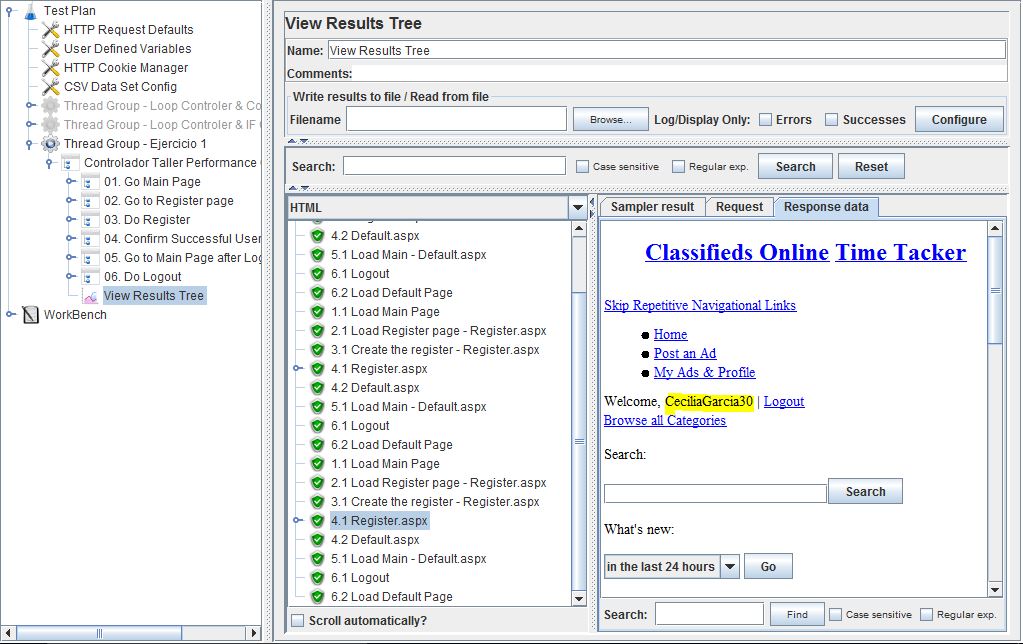 Test Plan
HTTP Request Defaults
User Defined Variables
HTTP Cookie Manager
CSV Data Set Config
Thread Group - Loop Controler & Co
Thread Group - Loop Controler & IF
Thread Group - Ejercicio 1
Controlador Taller Performance
01. Go Main Page
02. Go to Register page
03. Do Register
04. Confirm Successful User
05. Go to Main Page after Log
06. Do Logout
View Results Tree
WorkBench
View Results Tree
Name: View Results Tree
Comments:
Write results to file / Read from file
Filename Browse... Log/Display Only: Errors Successes Configure
Search: Case sensitive Regular exp. Search Reset
HTML
4.2 Default.aspx
5.1 Load Main - Default.aspx
6.1 Logout
6.2 Load Default Page
1.1 Load Main Page
2.1 Load Register page - Register.aspx
3.1 Create the register - Register.aspx
4.1 Register.aspx
4.2 Default.aspx
5.1 Load Main - Default.aspx
6.1 Logout
6.2 Load Default Page
1.1 Load Main Page
2.1 Load Register page - Register.aspx
3.1 Create the register - Register.aspx
4.1 Register.aspx
4.2 Default.aspx
5.1 Load Main - Default.aspx
6.1 Logout
6.2 Load Default Page
Scroll automatically?
Sampler result Request Response data
Classifieds Online Time Tacker
Skip Repetitive Navigational Links
Home
Post an Ad
My Ads & Profile
Welcome, CeciliaGarcia30 | Logout
Browse all Categories
Search:
Search
What's new:
in the last 24 hours Go
Search: Find Case sensitive Regular exp.